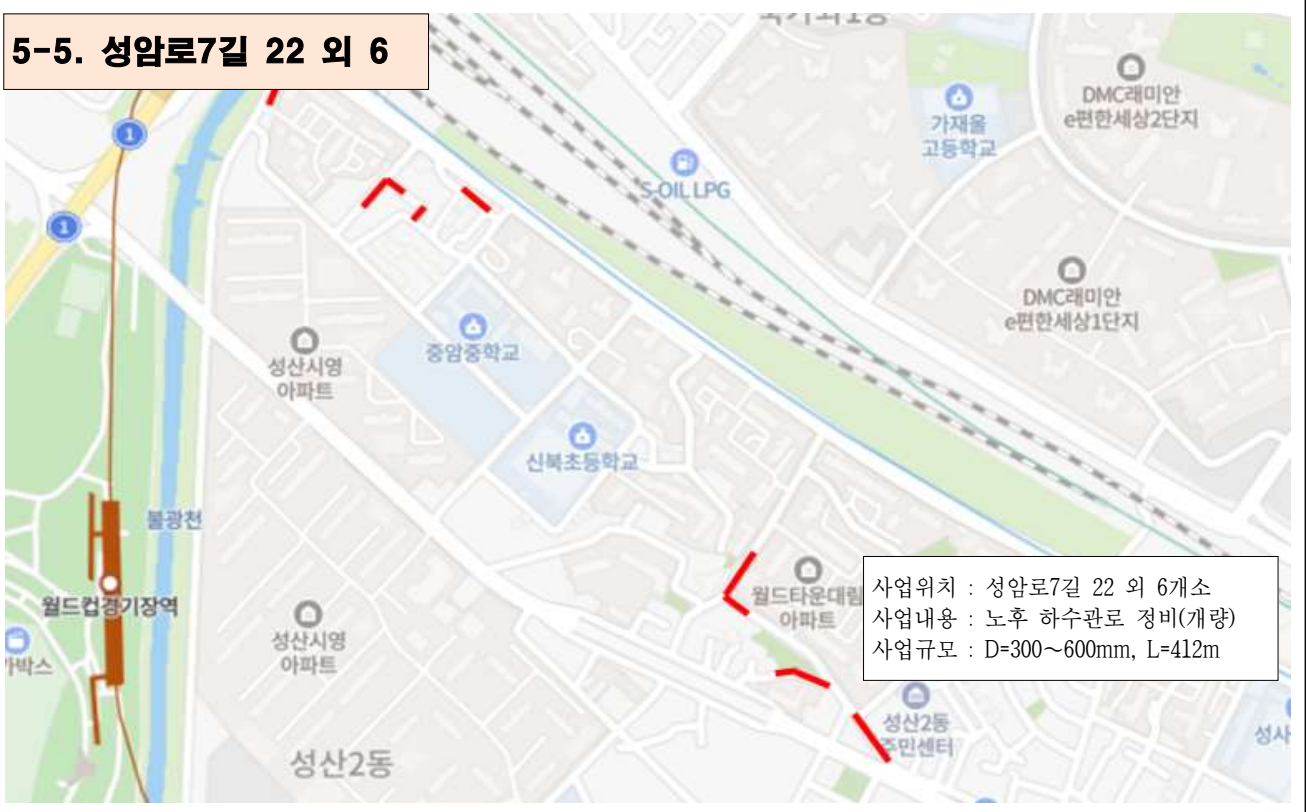 5-5. 성암로7길 22 외 6
DMC래미안
e편한세상2단지
가재울
고등학교
1
S-OIL LPG
1
DMC래미안
e편한세상1단지
중암중학교
성산시영
아파트
신북초등학교
불광천
월드컵경기장역
월드타운대림
아파트
사업위치 : 성암로7길 22 외 6개소
사업내용 : 노후 하수관로 정비(개량)
사업규모 : D=300~600mm, L=412m
성산시영
아파트
가박스
성산2동
주민센터
성사
성산2동